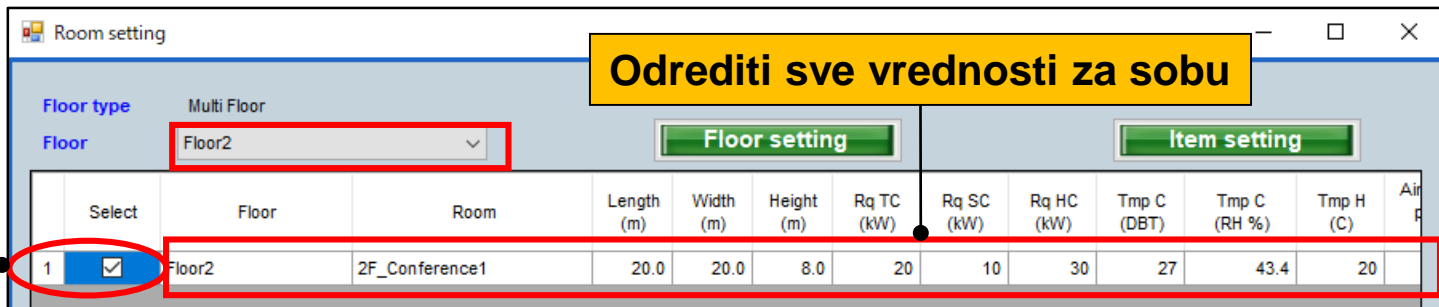 Room setting
Odrediti sve vrednosti za sobu
Floor type Multi Floor
Floor Floor2
Floor setting Item setting
Select Floor Room Length (m) Width (m) Height (m) Rq TC (kW) Rq SC (kW) Rq HC (kW) Tmp C (DBT) Tmp C (RH %) Tmp H (C) Air
1 Floor2 2F_Conference1 20.0 20.0 8.0 20 10 30 27 43.4 20